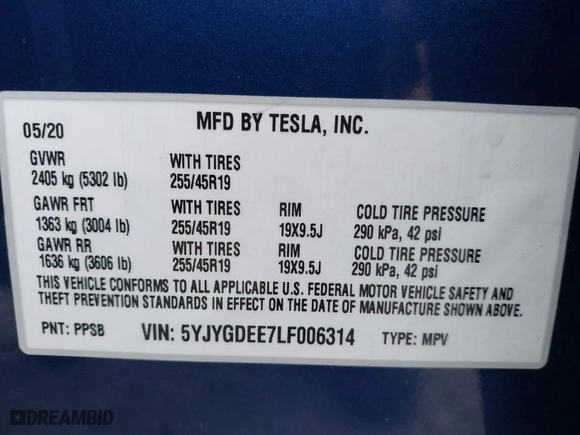 05/20 MFD BY TESLA, INC.
GVWR WITH TIRES
2405 kg (5302 lb) 255/45R19
GAWR FRT WITH TIRES RIM COLD TIRE PRESSURE
1363 kg (3004 lb) 255/45R19 19X9.5J 290 kPa, 42 psi
GAWR RR WITH TIRES RIM COLD TIRE PRESSURE
1636 kg (3606 lb) 255/45R19 19X9.5J 290 kPa, 42 psi
THIS VEHICLE CONFORMS TO ALL APPLICABLE U.S. FEDERAL MOTOR VEHICLE SAFETY AND
THEFT PREVENTION STANDARDS IN EFFECT ON THE DATE OF MANUFACTURE SHOWN ABOVE.
PNT: PPSB VIN: 5YJYGDEE7LF006314 TYPE: MPV
DREAMBID